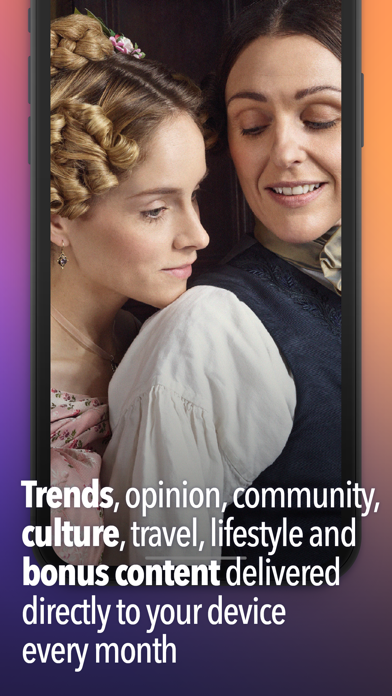 Trends, opinion, community,
culture, travel, lifestyle and
bonus content delivered
directly to your device
every month